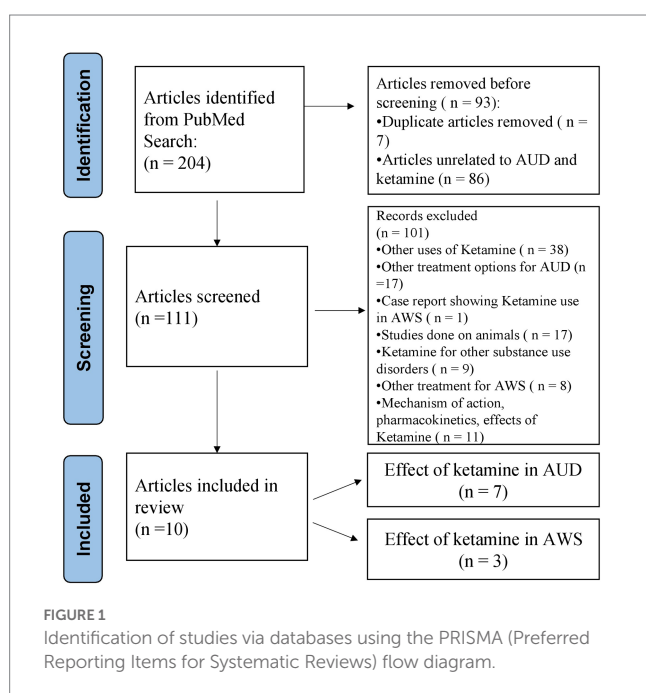 Identification
Articles identified
from PubMed
Search:
(n = 204)
Articles removed before
screening ( n = 93):
•Duplicate articles removed ( n =
7)
•Articles unrelated to AUD and
ketamine (n = 86)
Screening
Articles screened
(n =111)
Records excluded
(n = 101)
•Other uses of Ketamine ( n = 38)
•Other treatment options for AUD (n
=17)
•Case report showing Ketamine use
in AWS ( n = 1)
•Studies done on animals ( n = 17)
•Ketamine for other substance use
disorders ( n = 9)
•Other treatment for AWS ( n = 8)
•Mechanism of action,
pharmacokinetics, effects of
Ketamine ( n = 11)
Included
Articles included in
review
(n =10)
Effect of ketamine in AUD
(n = 7)
Effect of ketamine in AWS
(n = 3)
FIGURE 1
Identification of studies via databases using the PRISMA (Preferred
Reporting Items for Systematic Reviews) flow diagram.